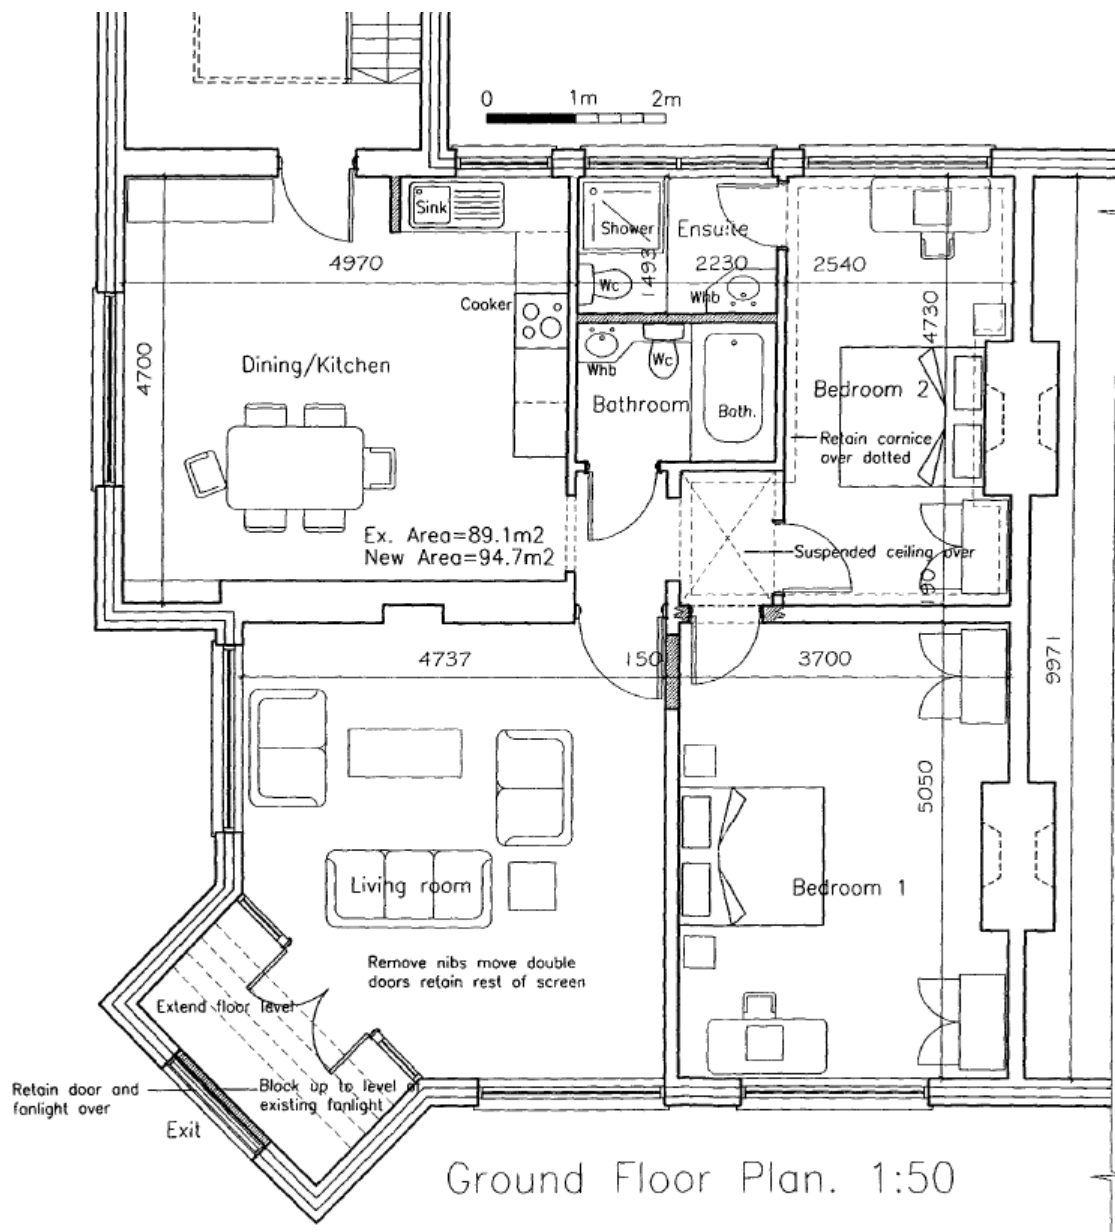 0 1m 2m
Sink
Shower
Ensuite
4970
1493
2230
2540
Wc
Whb
Cooker
4730
4700
Dining/Kitchen
Whb
Wc
Bathroom
Bath.
Bedroom 2
Retain cornice
over dotted
Ex. Area=89.1m2
New Area=94.7m2
Suspended ceiling over
190
4737
150
3700
9971
5050
Living room
Bedroom 1
Remove nibs move double
doors retain rest of screen
Extend floor level
Retain door and
fanlight over
Block up to level of
existing fanlight
Exit
Ground Floor Plan. 1:50